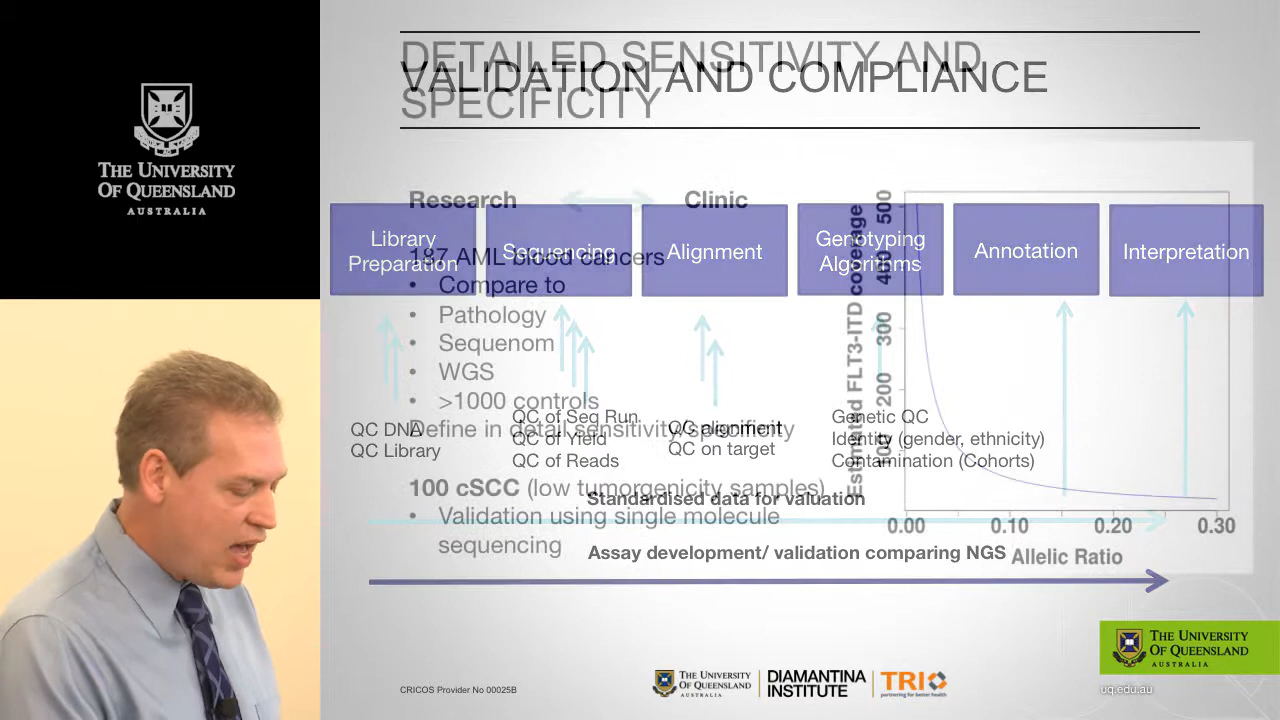 THE UNIVERSITY
OF QUEENSLAND
AUSTRALIA
DETAILED SENSITIVITY AND
SPECIFICITY
VALIDATION AND COMPLIANCE
Research
Clinic
Library
Preparation
Sequencing
Alignment
Genotyping
Algorithms
Annotation
Interpretation
187 AML blood cancers
• Compare to
• Pathology
• Sequenom
• WGS
• >1000 controls
Define in detail sensitivity/specificity
100 cSCC (low tumorgenicity samples)
• Validation using single molecule
sequencing
QC DNA
QC Library
QC of Seq Run
QC of Yield
QC of Reads
QC alignment
QC on target
Genetic QC
Identity (gender, ethnicity)
Contamination (Cohorts)
Standardised data for valuation
Assay development/ validation comparing NGS
Estimated FLT3-ITD coverage
500
400
300
200
100
0.00 0.10 0.20 0.30
Allelic Ratio
THE UNIVERSITY
OF QUEENSLAND
AUSTRALIA
uq.edu.au
CRICOS Provider No 00025B
THE UNIVERSITY
OF QUEENSLAND
AUSTRALIA
DIAMANTINA
INSTITUTE
TRI
partnering for better health